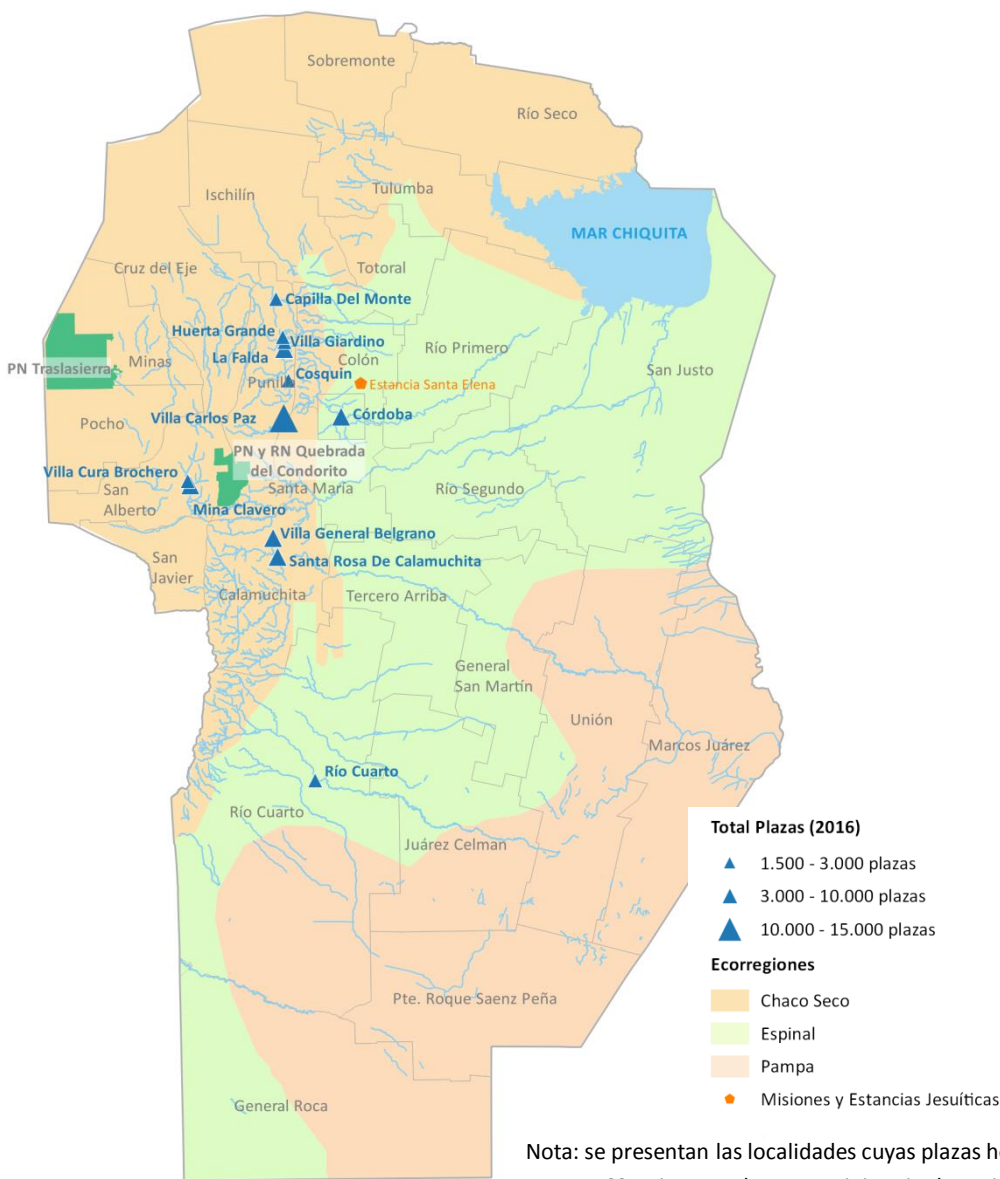 Sobremonte
Río Seco
Ischilín
Tulumba
MAR CHIQUITA
Cruz del Eje
Totoral
Capilla Del Monte
Huerta Grande
Villa Giardino
La Falda
Colón
Río Primero
PN Traslasierra
Minas
Cosquin
Punilla
Estancia Santa Elena
San Justo
Pocho
Villa Carlos Paz
Córdoba
PN y RN Quebrada
del Condorito
Villa Cura Brochero
San
Alberto
Santa María
Río Segundo
Mina Clavero
Villa General Belgrano
Santa Rosa De Calamuchita
San
Javier
Calamuchita
Tercero Arriba
General
San Martín
Unión
Marcos Juárez
Río Cuarto
Río Cuarto
Juárez Celman
Pte. Roque Saenz Peña
General Roca
Total Plazas (2016)
1.500 - 3.000 plazas
3.000 - 10.000 plazas
10.000 - 15.000 plazas
Ecorregiones
Chaco Seco
Espinal
Pampa
Misiones y Estancias Jesuíticas
Nota: se presentan las localidades cuyas plazas